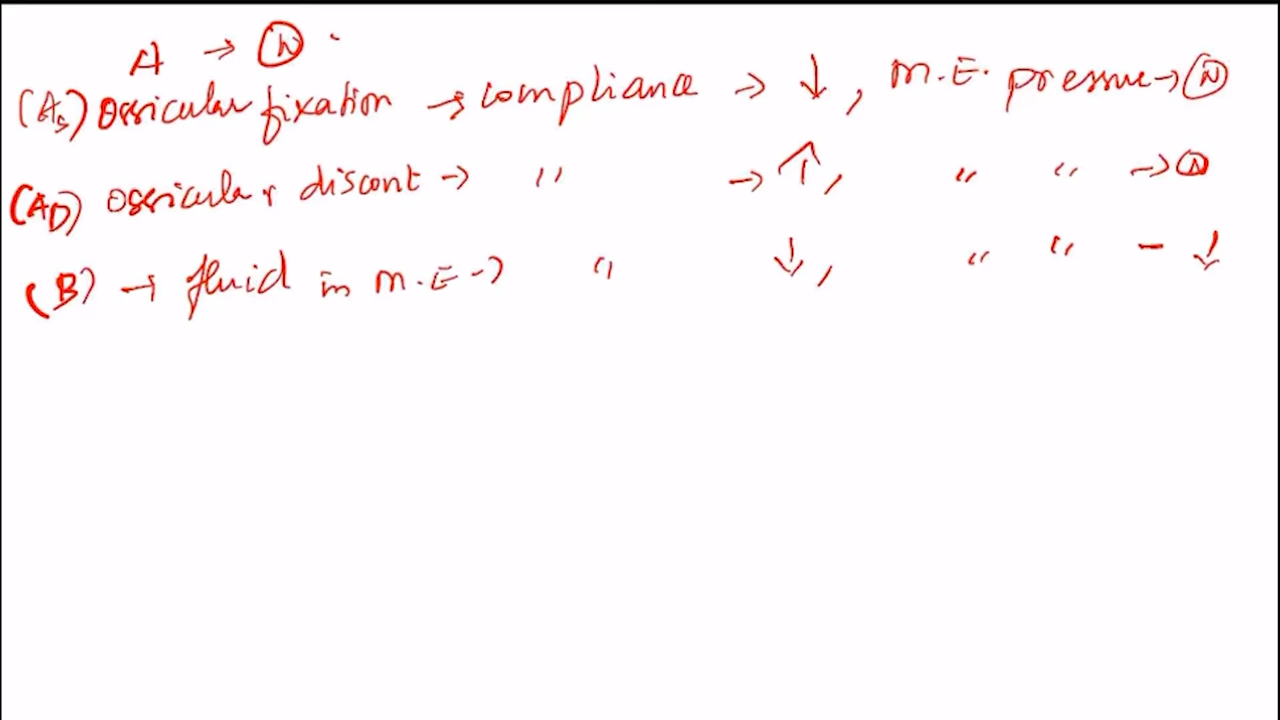 A → Ⓝ
(As) ossicular fixation → compliance → ↓, M.E. pressure → Ⓝ
(AD) ossicular discont → " → ↑, " " → Ⓝ
(B) → fluid in M.E → " ↓, " " - ↓